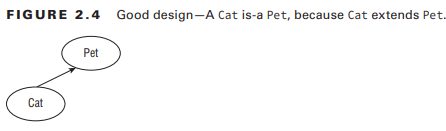 FIGURE 2.4 Good design—A Cat is-a Pet, because Cat extends Pet.
Pet
Cat